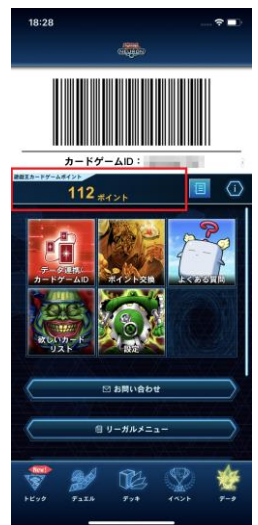 18:28
NEURON
カードゲームID：
遊戯王カードゲームポイント
112 ポイント
データ連携/
カードゲームID
ポイント交換
よくある質問
欲しいカード
リスト
設定
お問い合わせ
リーガルメニュー
New!
トピック
デュエル
デッキ
イベント
データ